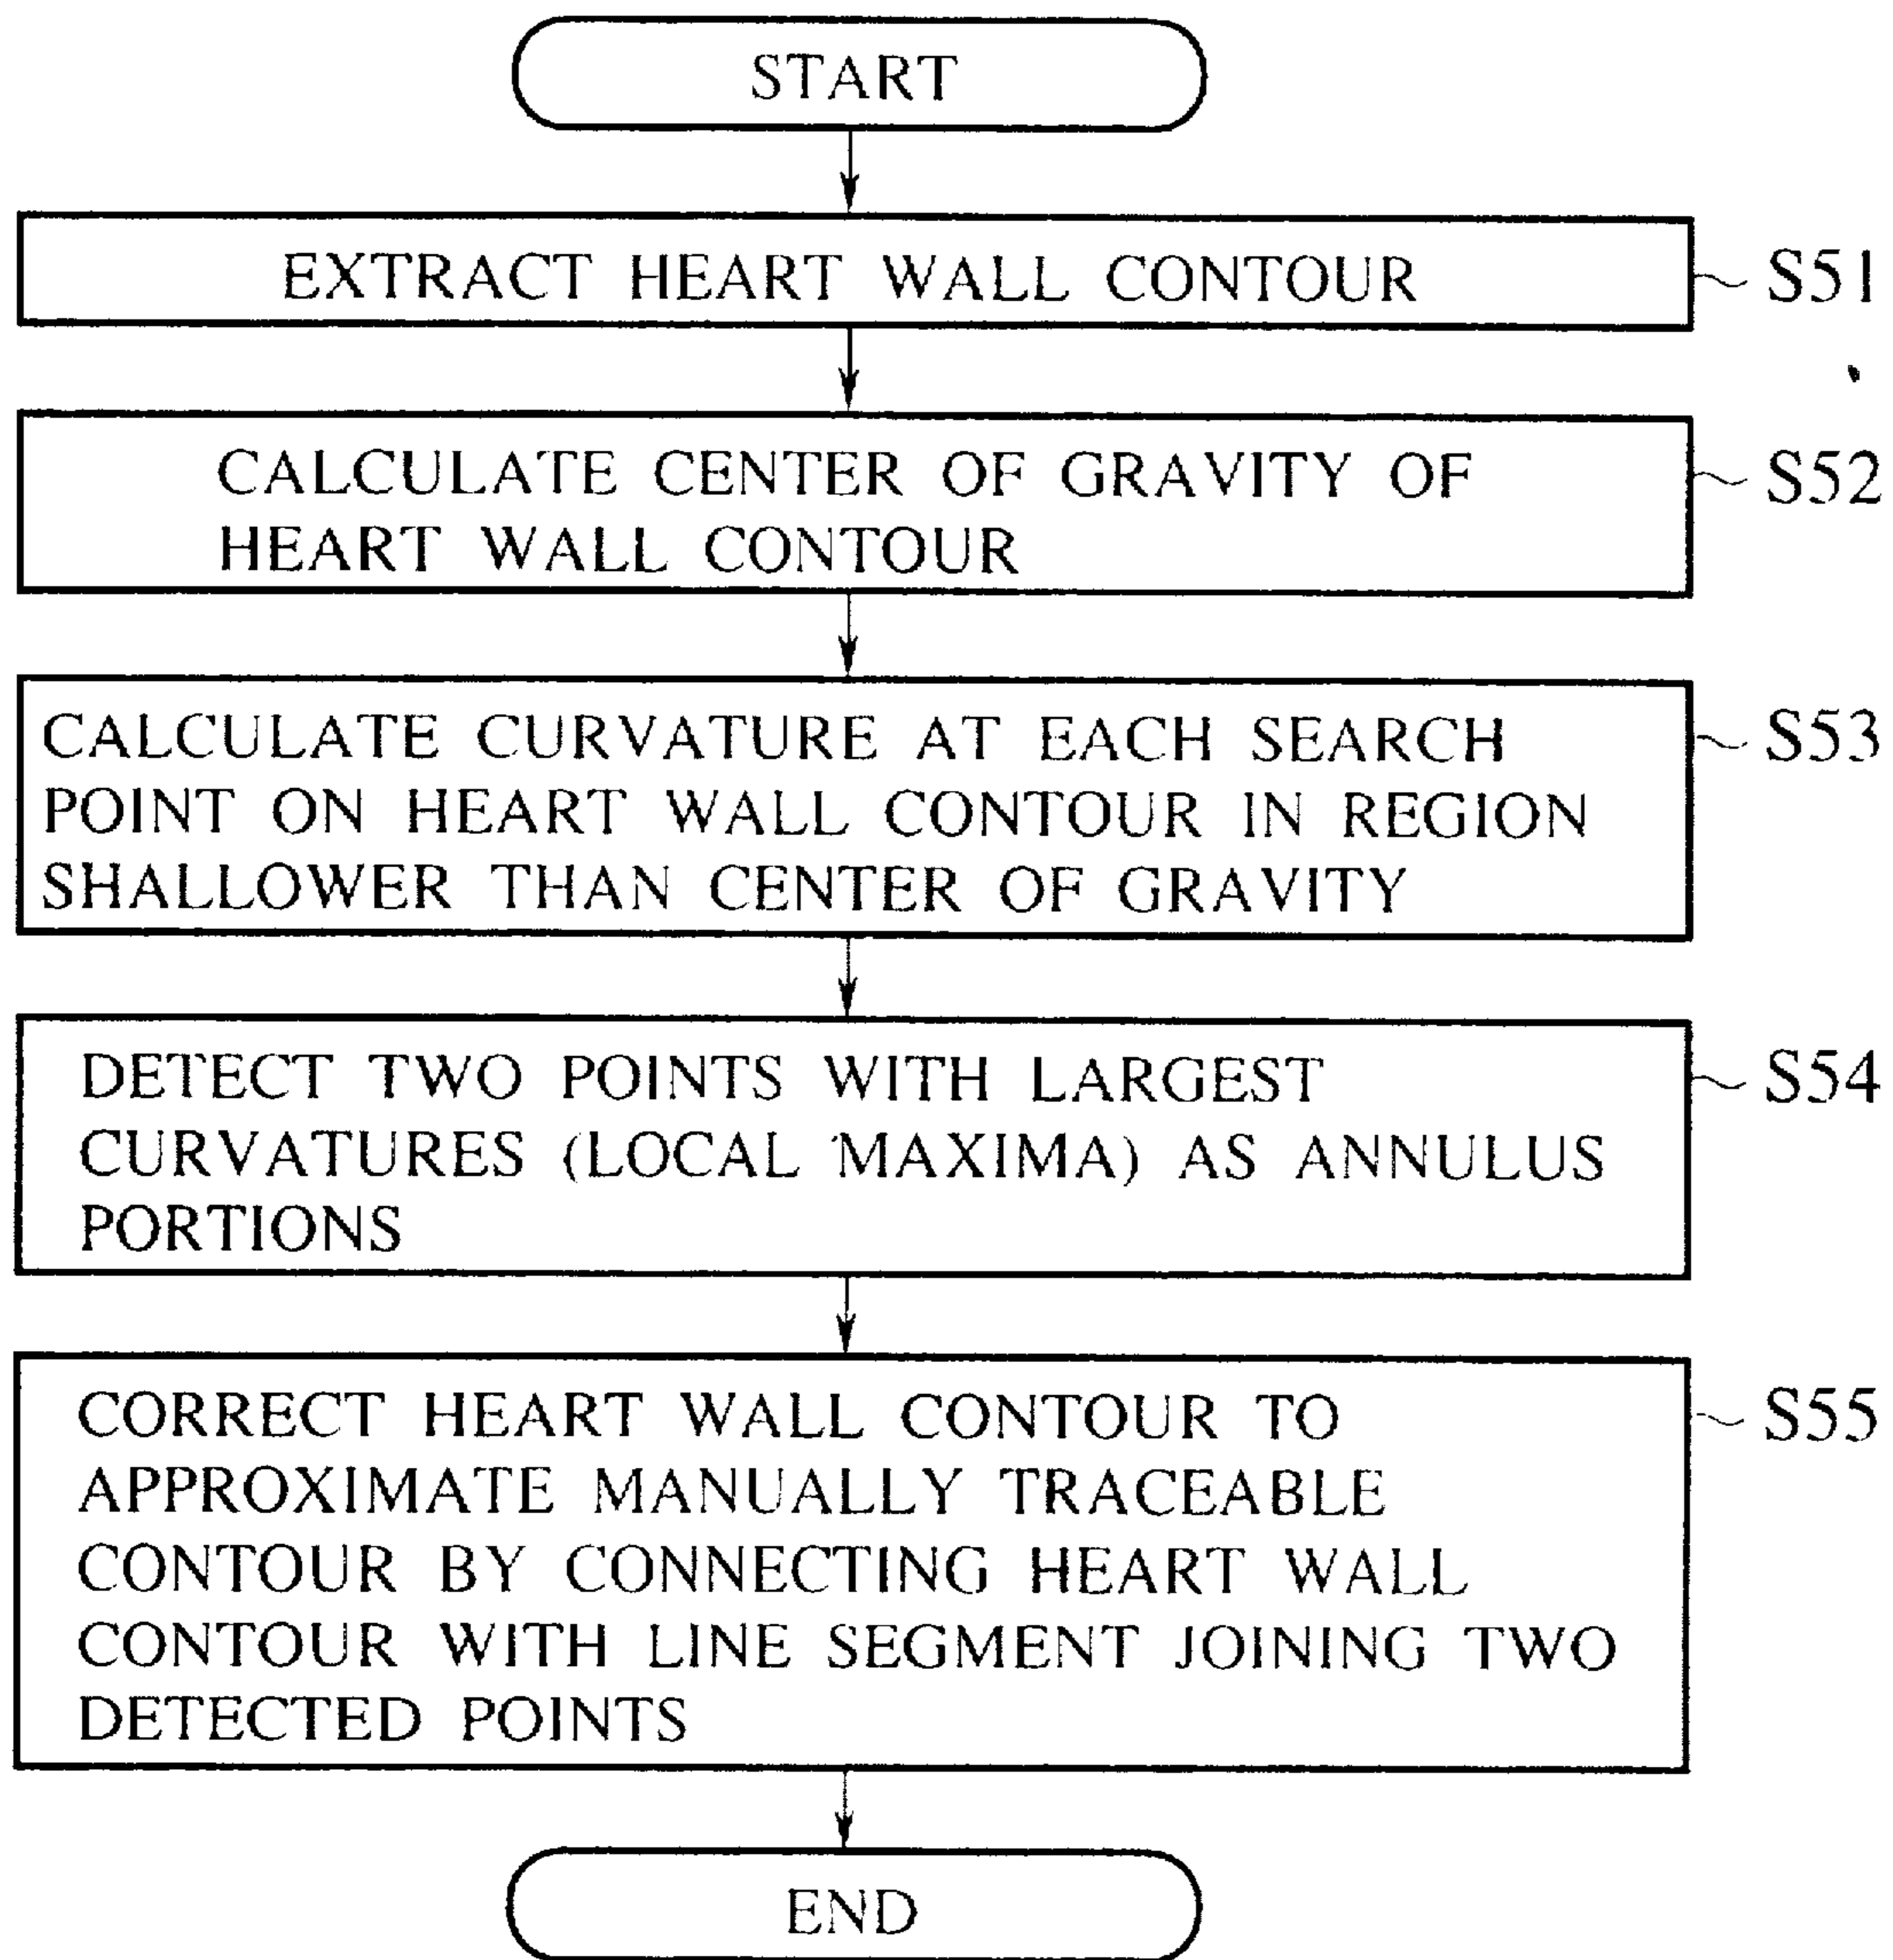 START
EXTRACT HEART WALL CONTOUR
S51
CALCULATE CENTER OF GRAVITY OF
HEART WALL CONTOUR
S52
CALCULATE CURVATURE AT EACH SEARCH
POINT ON HEART WALL CONTOUR IN REGION
SHALLOWER THAN CENTER OF GRAVITY
S53
DETECT TWO POINTS WITH LARGEST
CURVATURES (LOCAL MAXIMA) AS ANNULUS
PORTIONS
S54
CORRECT HEART WALL CONTOUR TO
APPROXIMATE MANUALLY TRACEABLE
CONTOUR BY CONNECTING HEART WALL
CONTOUR WITH LINE SEGMENT JOINING TWO
DETECTED POINTS
S55
END